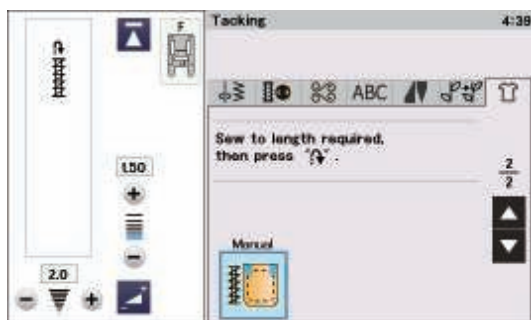 F
Tacking
4:39
ABC
Sew to length required,
then press " ".
2
2
1.50
Manual
2.0